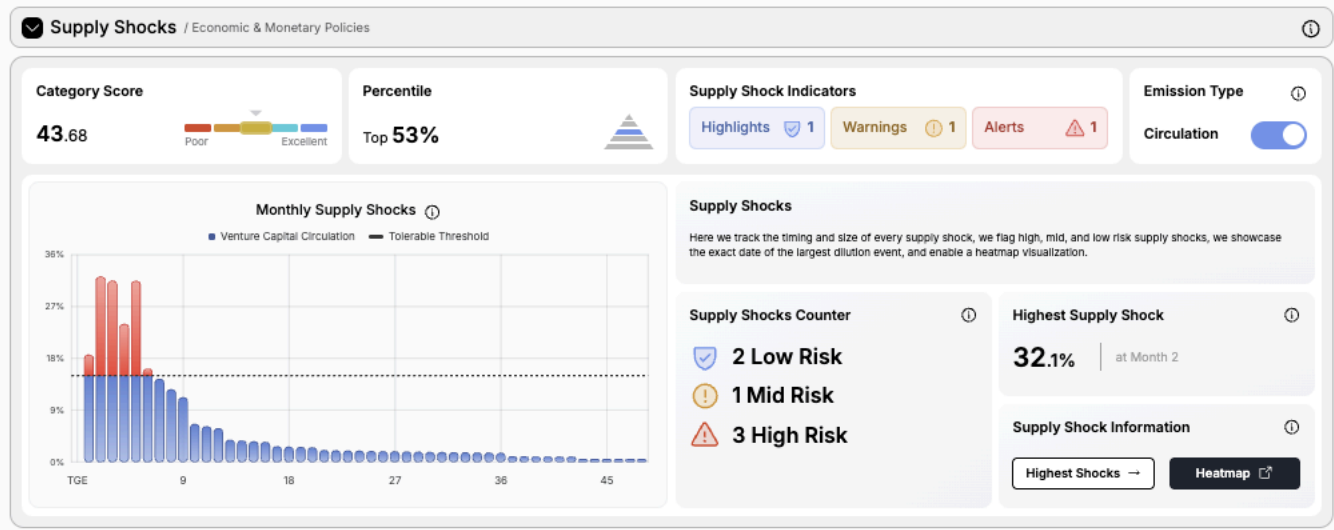 Supply Shocks / Economic & Monetary Policies
Category Score
43.68
Poor
Excellent
Percentile
Top 53%
Supply Shock Indicators
Highlights 1
Warnings 1
Alerts 1
Emission Type
Circulation
Monthly Supply Shocks
Venture Capital Circulation
Tolerable Threshold
36%
27%
18%
9%
0%
TGE
9
18
27
36
45
Supply Shocks
Here we track the timing and size of every supply shock, we flag high, mid, and low risk supply shocks, we showcase
the exact date of the largest dilution event, and enable a heatmap visualization.
Supply Shocks Counter
2 Low Risk
1 Mid Risk
3 High Risk
Highest Supply Shock
32.1%
at Month 2
Supply Shock Information
Highest Shocks →
Heatmap